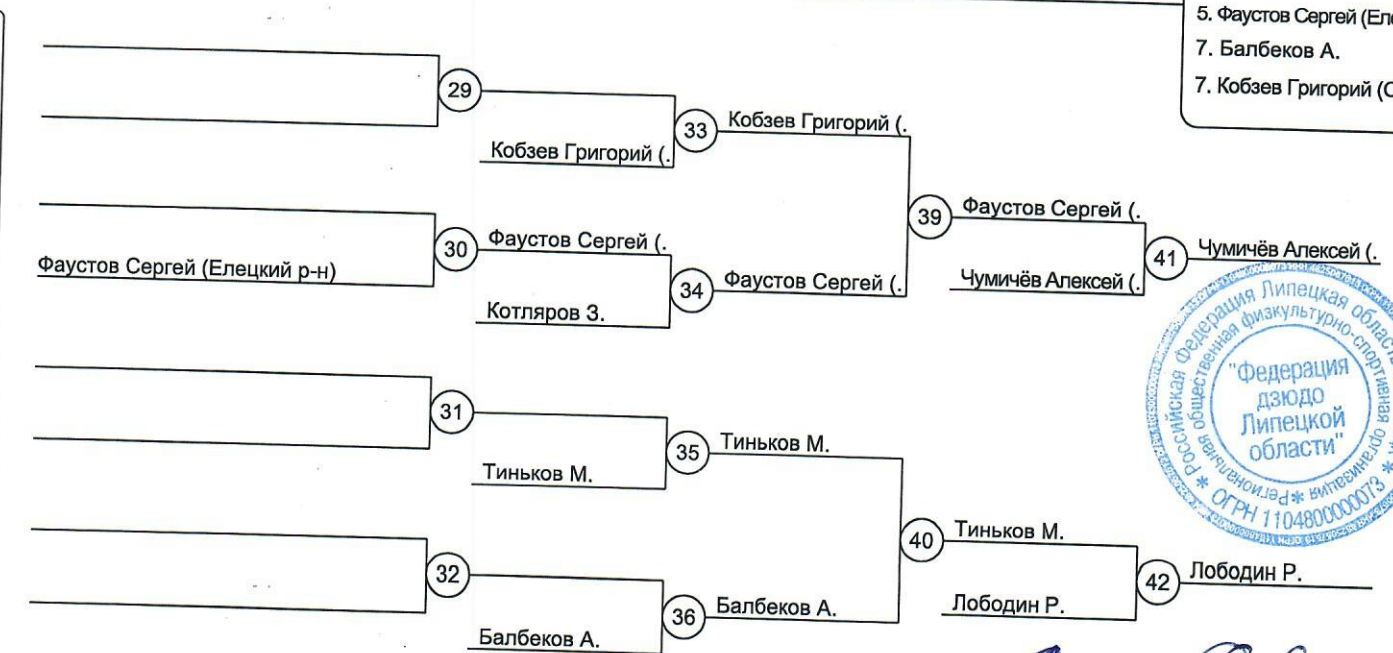 5. Фаустов Сергей (Еле
7. Балбеков А.
7. Кобзев Григорий (С
29
Кобзев Григорий (.
33
Кобзев Григорий (.
Фаустов Сергей (Елецкий р-н)
30
Фаустов Сергей (.
Котляров З.
34
Фаустов Сергей (.
39
Фаустов Сергей (.
Чумичёв Алексей (.
41
Чумичёв Алексей (.
31
Тиньков М.
35
Тиньков М.
32
Балбеков А.
36
Балбеков А.
40
Тиньков М.
Лободин Р.
42
Лободин Р.
* Российская Федерация Липецкая область
* ОГРН 1104800000073 *
Региональная общественная физкультурно-спортивная организация *
"Федерация
дзюдо
Липецкой
области"